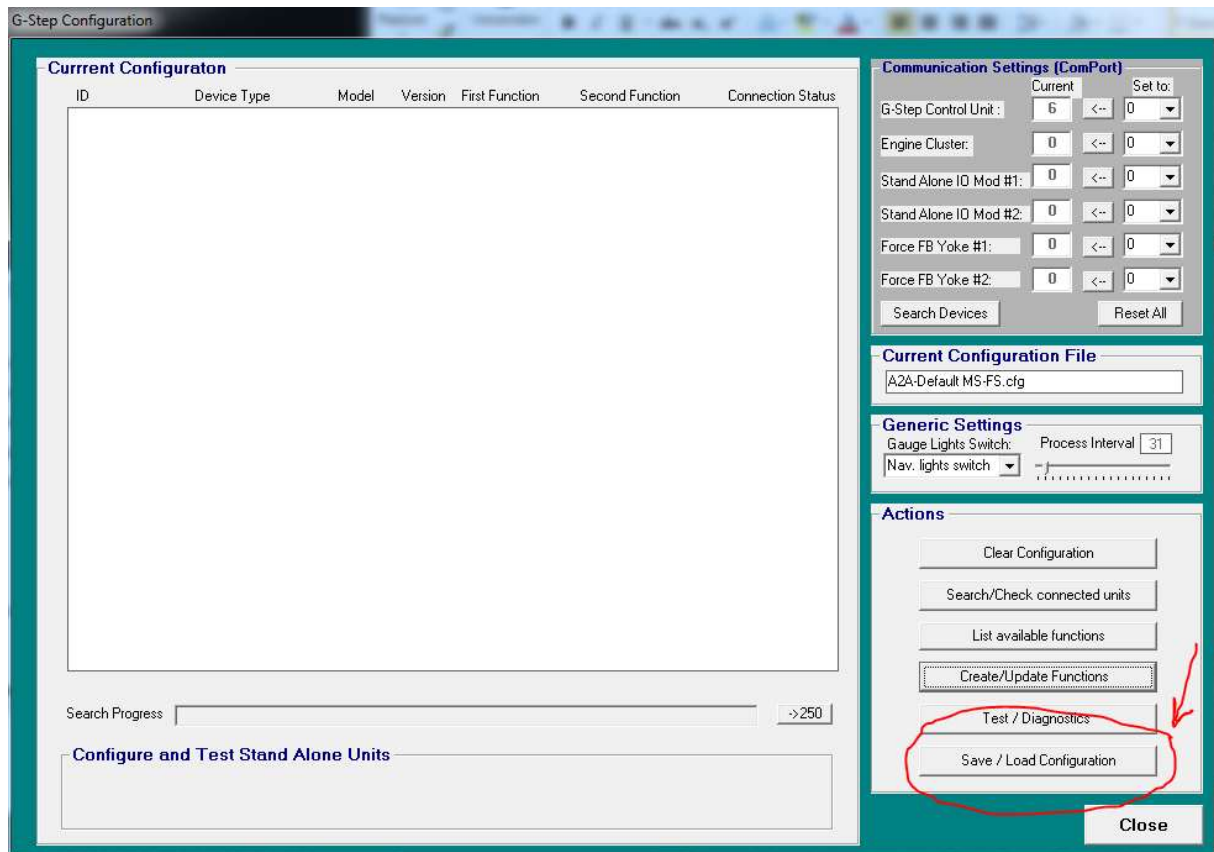 G-Step Configuration
Currrent Configuraton
ID Device Type Model Version First Function Second Function Connection Status
Search Progress ->250
Configure and Test Stand Alone Units
Communication Settings (ComPort)
Current Set to:
G-Step Control Unit : 6 <-- 0
Engine Cluster: 0 <-- 0
Stand Alone IO Mod #1: 0 <-- 0
Stand Alone IO Mod #2: 0 <-- 0
Force FB Yoke #1: 0 <-- 0
Force FB Yoke #2: 0 <-- 0
Search Devices Reset All
Current Configuration File
A2A-Default MS-FS.cfg
Generic Settings
Gauge Lights Switch: Process Interval 31
Nav. lights switch
Actions
Clear Configuration
Search/Check connected units
List available functions
Create/Update Functions
Test / Diagnostics
Save / Load Configuration
Close